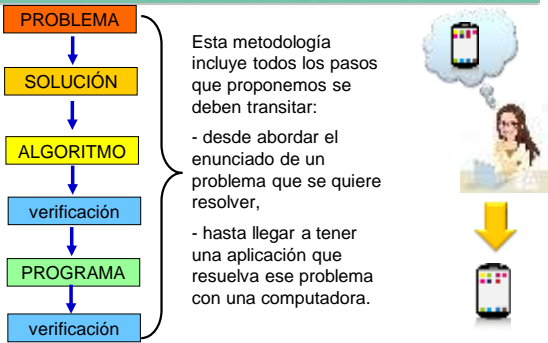 PROBLEMA
SOLUCIÓN
ALGORITMO
verificación
PROGRAMA
verificación
Esta metodología
incluye todos los pasos
que proponemos se
deben transitar:
- desde abordar el
enunciado de un
problema que se quiere
resolver,
- hasta llegar a tener
una aplicación que
resuelva ese problema
con una computadora.